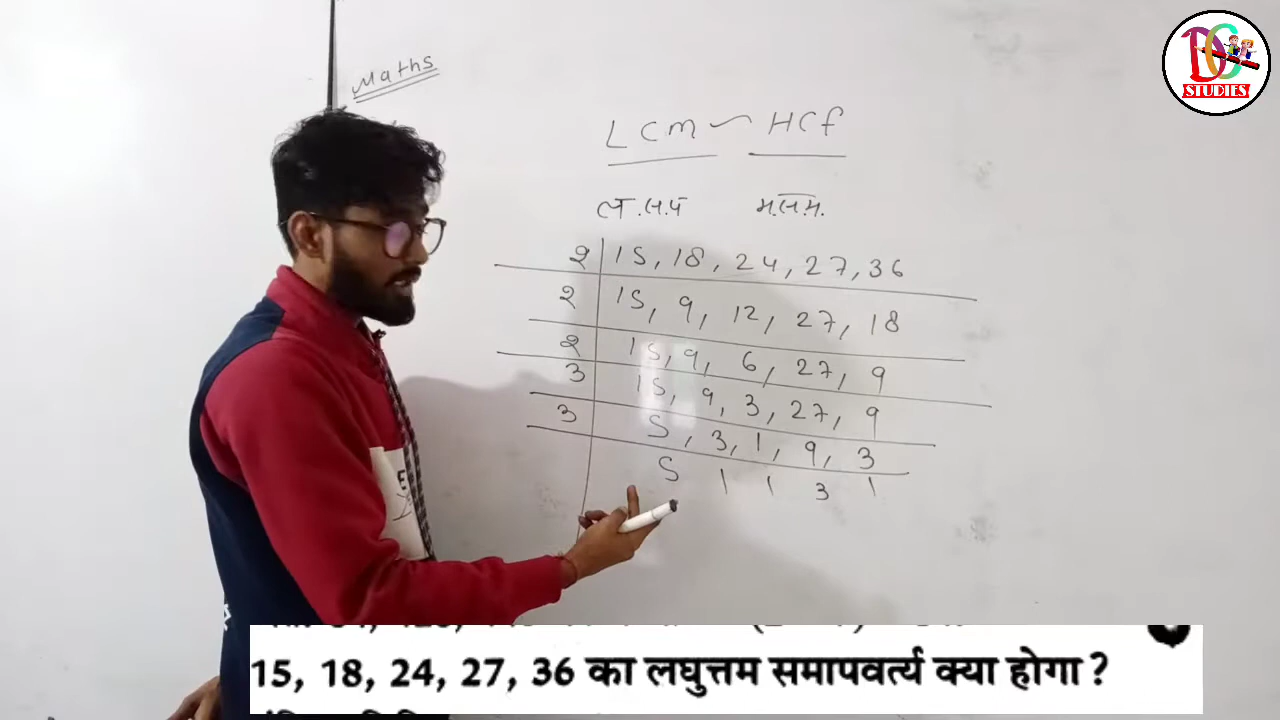 DGS
STUDIES
Maths
LCM ~ HCF
ल.स.प म.स.म.
2 15, 18, 24, 27, 36
2 15, 9, 12, 27, 18
2 15, 9, 6, 27, 9
3 15, 9, 3, 27, 9
3 5, 3, 1, 9, 3
5 1 1 3 1
15, 18, 24, 27, 36 का लघुत्तम समापवर्त्य क्या होगा ?